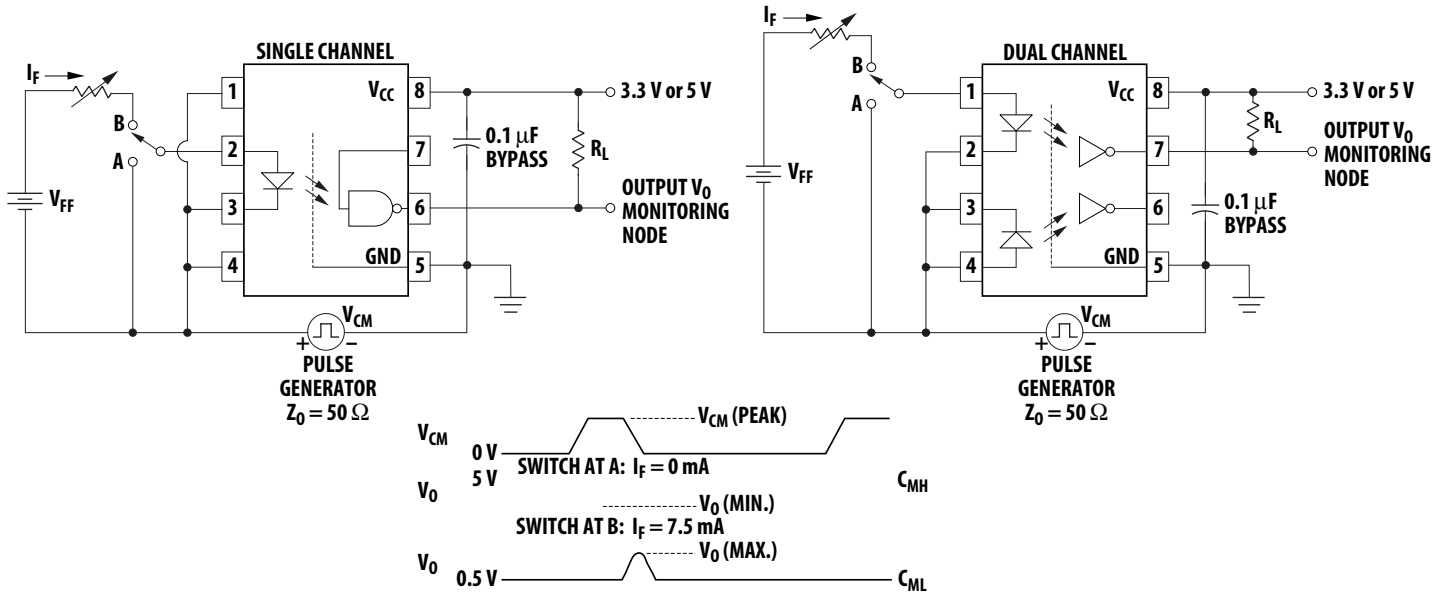 SINGLE CHANNEL
I_F
B
A
V_FF
1
2
3
4
V_CC
8
7
6
GND
5
0.1 µF
BYPASS
R_L
3.3 V or 5 V
OUTPUT V_O
MONITORING
NODE
V_CM
+
–
PULSE
GENERATOR
Z_O = 50 Ω
DUAL CHANNEL
I_F
B
A
V_FF
1
2
3
4
V_CC
8
7
6
GND
5
R_L
0.1 µF
BYPASS
3.3 V or 5 V
OUTPUT V_O
MONITORING
NODE
V_CM
+
–
PULSE
GENERATOR
Z_O = 50 Ω
V_CM
V_CM (PEAK)
0 V
SWITCH AT A: I_F = 0 mA
5 V
V_O
C_MH
V_O (MIN.)
SWITCH AT B: I_F = 7.5 mA
V_O
V_O (MAX.)
0.5 V
C_ML